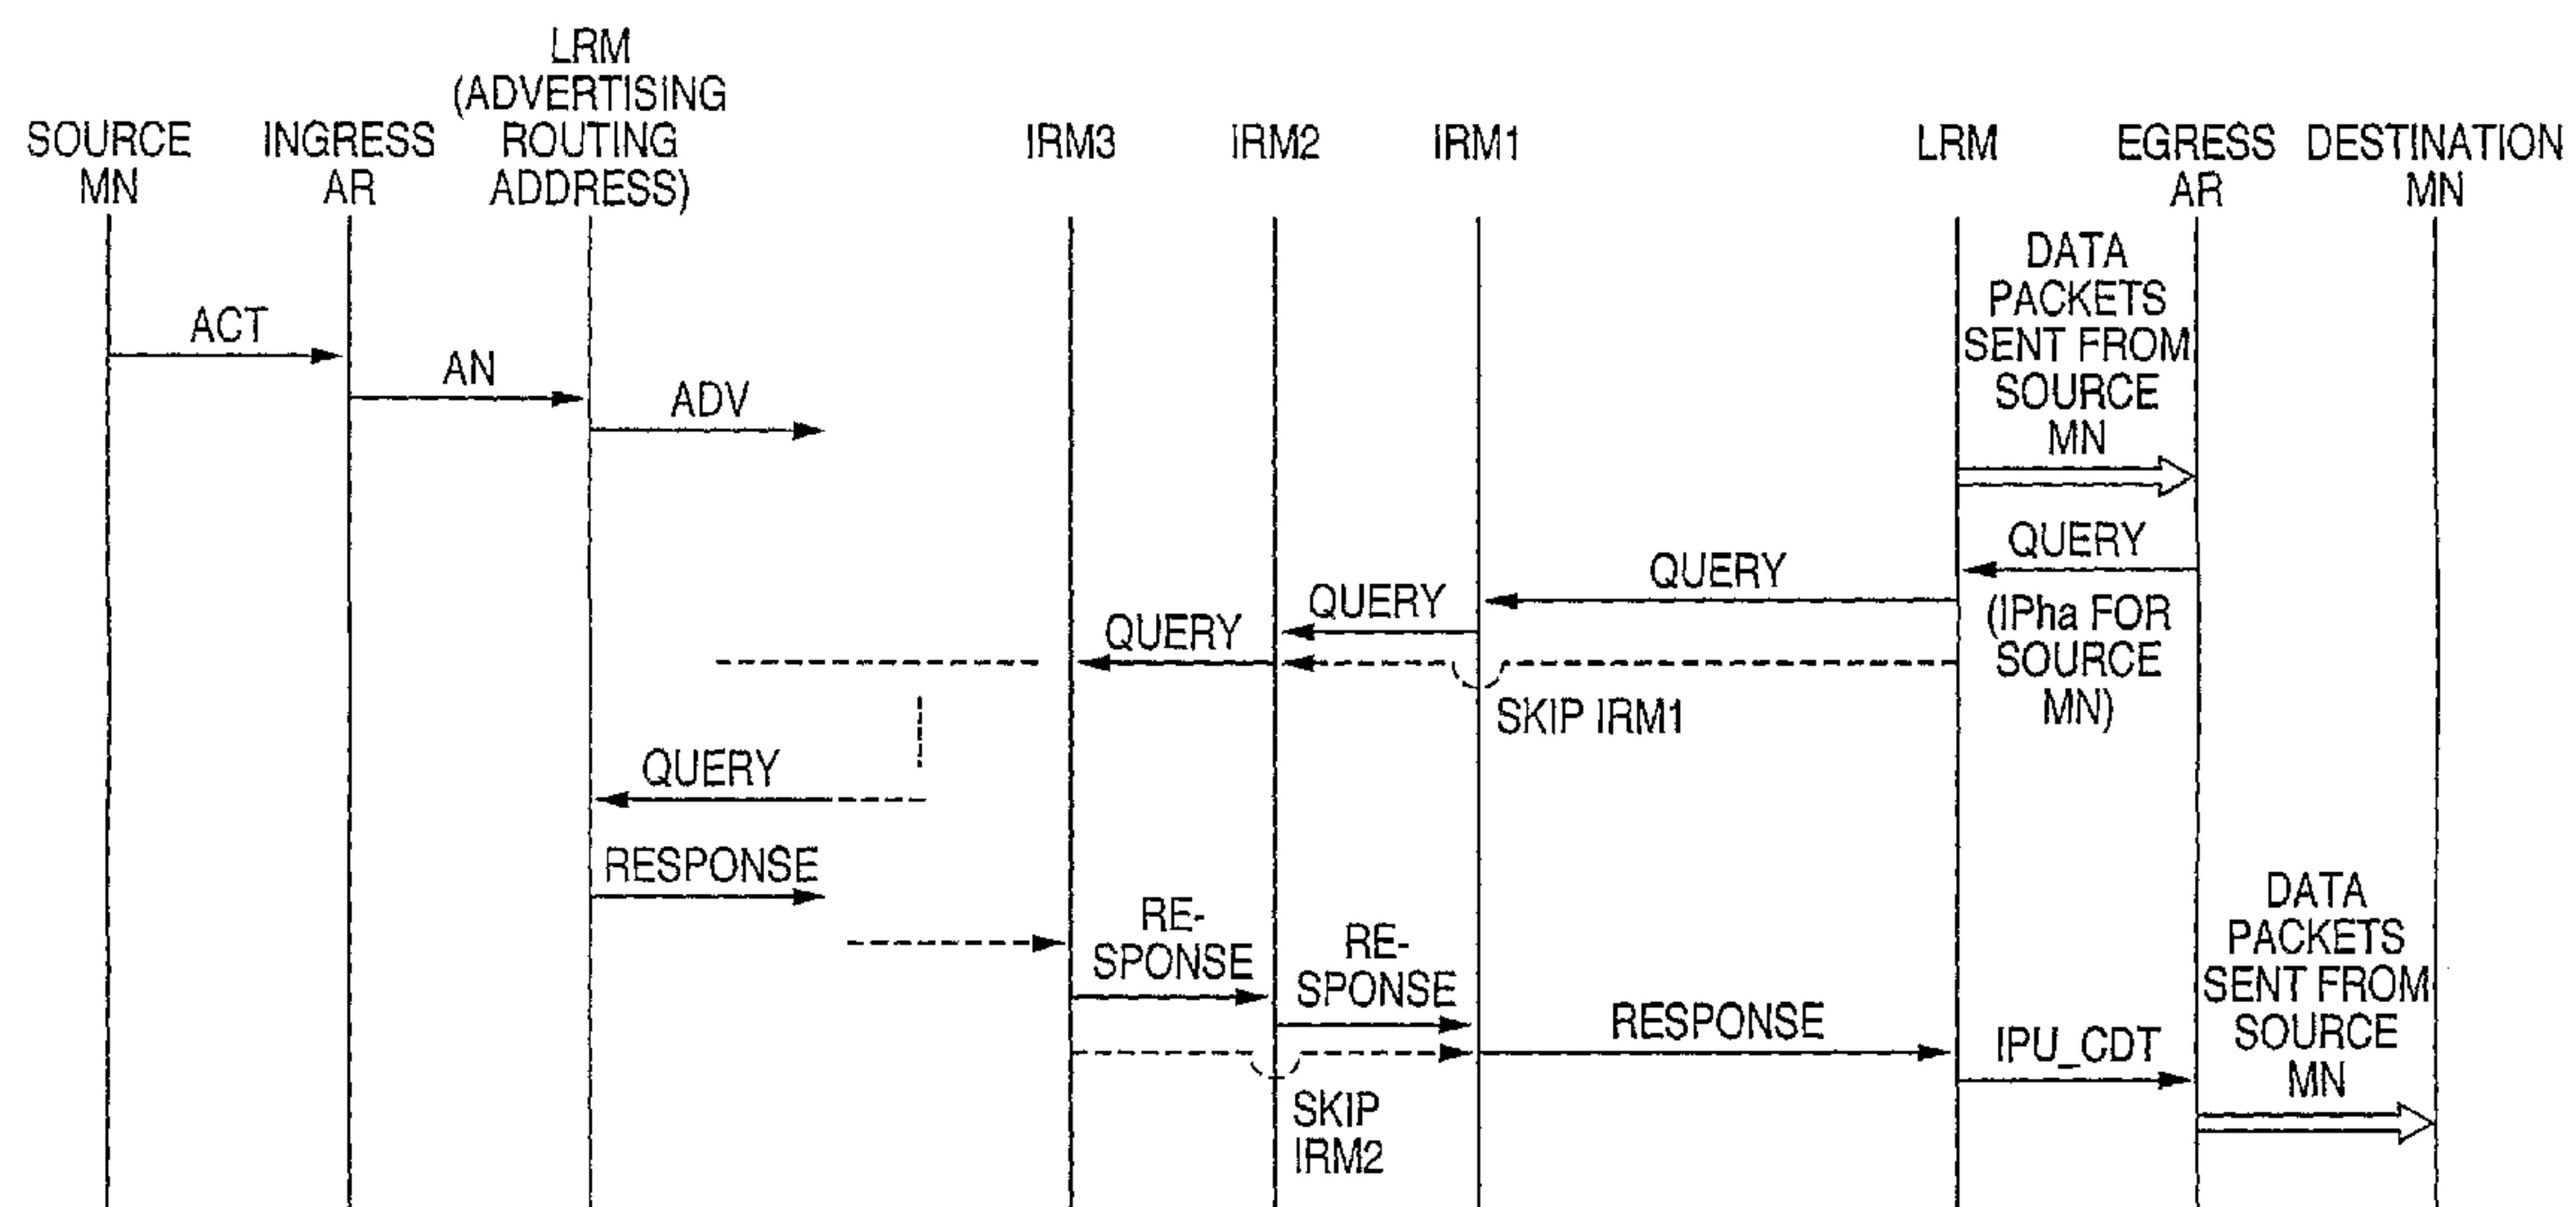 SOURCE
MN
INGRESS
AR
LRM
(ADVERTISING
ROUTING
ADDRESS)
IRM3
IRM2
IRM1
LRM
EGRESS
AR
DESTINATION
MN
ACT
AN
ADV
DATA
PACKETS
SENT FROM
SOURCE
MN
QUERY
QUERY
QUERY
QUERY
(IPha FOR
SOURCE
MN)
SKIP IRM1
QUERY
RESPONSE
RE-
SPONSE
RE-
SPONSE
RESPONSE
SKIP
IRM2
IPU_CDT
DATA
PACKETS
SENT FROM
SOURCE
MN